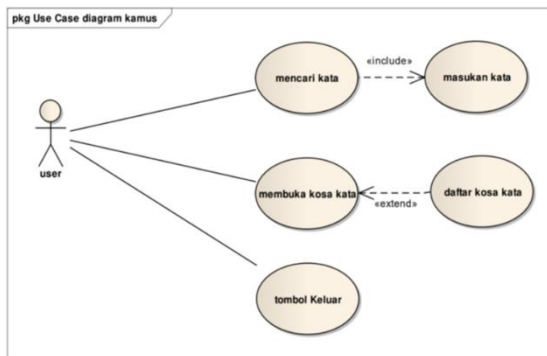 pkg Use Case diagram kamus
mencari kata
«include»
masukan kata
user
membuka kosa kata
«extend»
daftar kosa kata
tombol Keluar